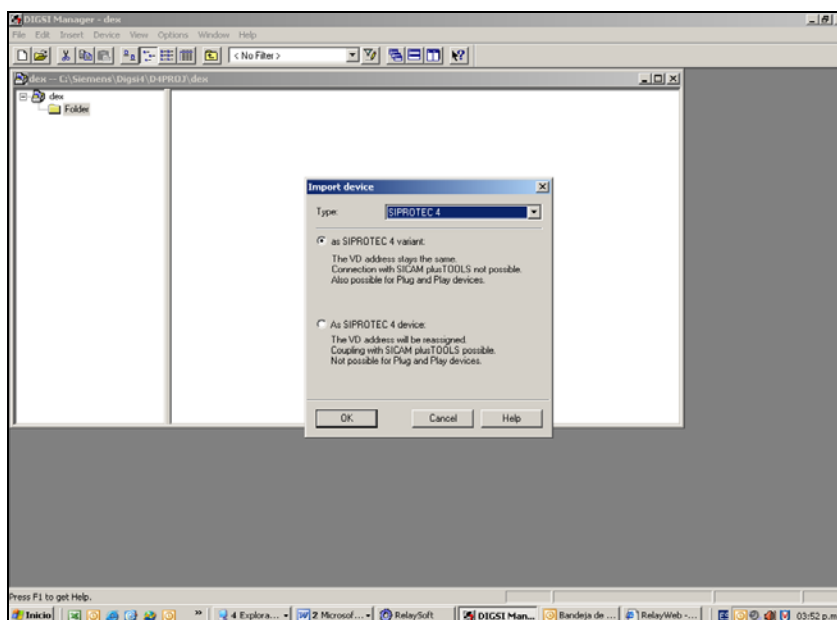 DIGSI Manager - dex
File Edit Insert Device View Options Window Help
< No Filter >
dex -- C:\Siemens\Digsi4\D4PROJ\dex
dex
Folder
Import device
Type: SIPROTEC 4
as SIPROTEC 4 variant:
The VD address stays the same.
Connection with SICAM plusTOOLS not possible.
Also possible for Plug and Play devices.
As SIPROTEC 4 device:
The VD address will be reassigned.
Coupling with SICAM plusTOOLS possible.
Not possible for Plug and Play devices.
OK Cancel Help
Press F1 to get Help.
Inicio » 4 Explora... 2 Microsof... RelaySoft DIGSI Man... Bandeja de ... RelayWeb -... ES 03:52 p.m.